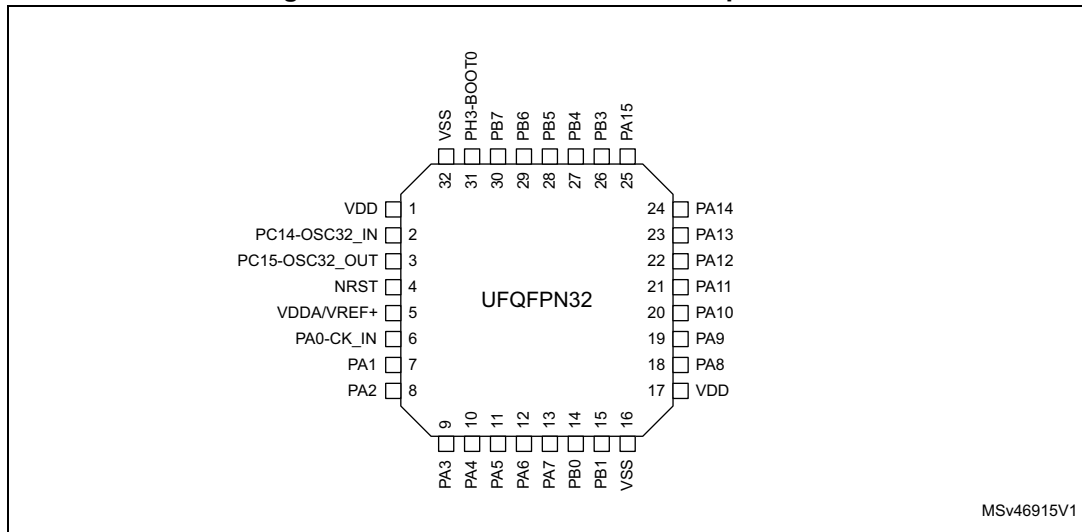 VSS
PH3-BOOT0
PB7
PB6
PB5
PB4
PB3
PA15
32
31
30
29
28
27
26
25
VDD 1
PC14-OSC32_IN 2
PC15-OSC32_OUT 3
NRST 4
VDDA/VREF+ 5
PA0-CK_IN 6
PA1 7
PA2 8
UFQFPN32
24 PA14
23 PA13
22 PA12
21 PA11
20 PA10
19 PA9
18 PA8
17 VDD
9
10
11
12
13
14
15
16
PA3
PA4
PA5
PA6
PA7
PB0
PB1
VSS
MSv46915V1